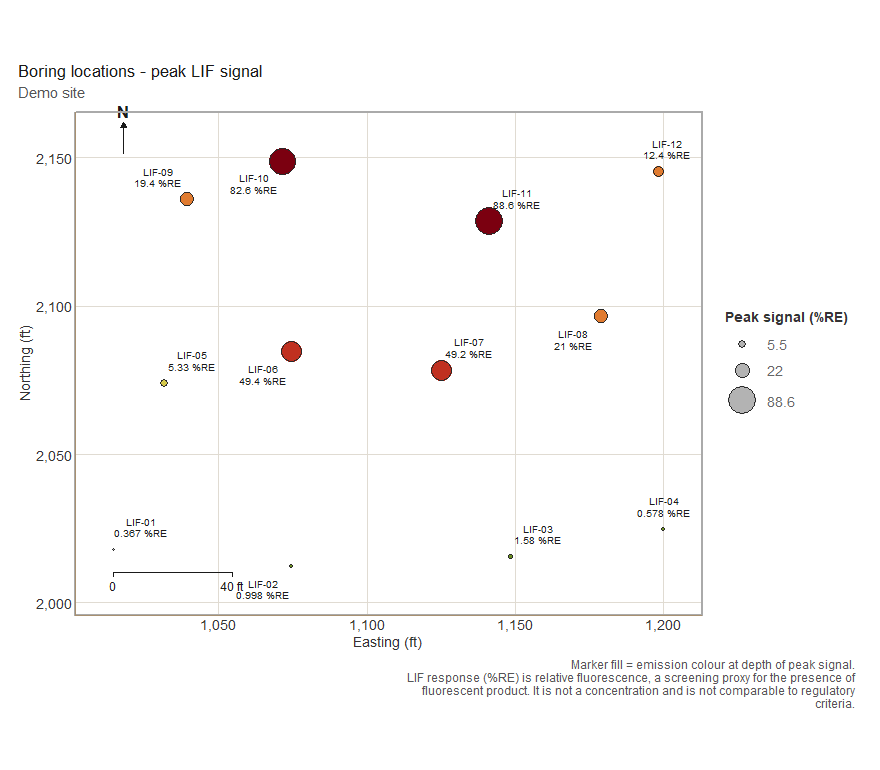 Boring locations - peak LIF signal
Demo site
N
LIF-12
12.4 %RE
2,150
LIF-09
19.4 %RE
LIF-10
82.6 %RE
LIF-11
88.6 %RE
2,100
Peak signal (%RE)
5.5
22
88.6
LIF-08
21 %RE
LIF-07
49.2 %RE
LIF-05
5.33 %RE
LIF-06
49.4 %RE
Northing (ft)
2,050
LIF-04
0.578 %RE
LIF-01
0.367 %RE
LIF-03
1.58 %RE
0
40 ft
LIF-02
0.998 %RE
2,000
1,050
1,100
1,150
1,200
Easting (ft)
Marker fill = emission colour at depth of peak signal.
LIF response (%RE) is relative fluorescence, a screening proxy for the presence of
fluorescent product. It is not a concentration and is not comparable to regulatory
criteria.